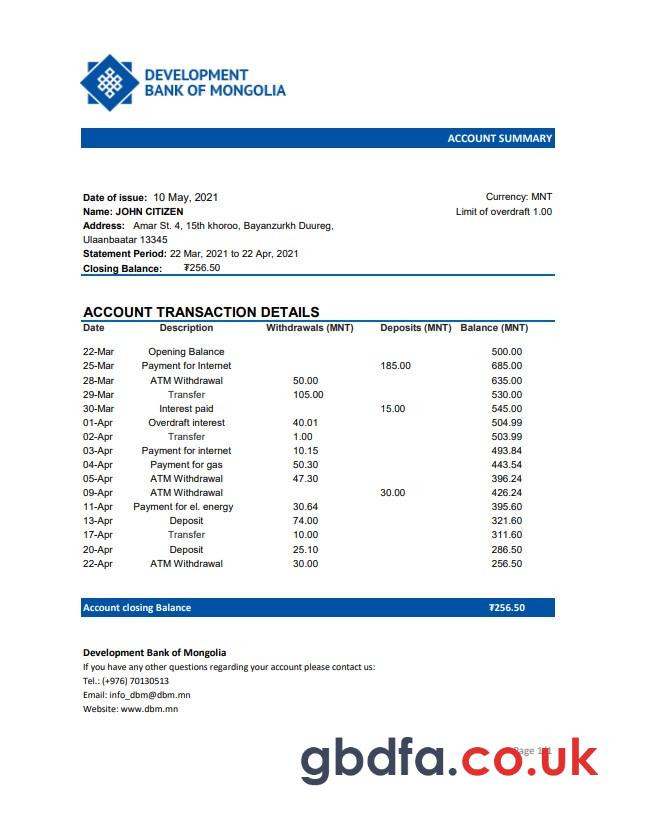 DEVELOPMENT
BANK OF MONGOLIA
ACCOUNT SUMMARY
Date of issue: 10 May, 2021 Currency: MNT
Name: JOHN CITIZEN Limit of overdraft 1.00
Address: Amar St. 4, 15th khoroo, Bayanzurkh Duureg,
Ulaanbaatar 13345
Statement Period: 22 Mar, 2021 to 22 Apr, 2021
Closing Balance: ₮256.50
ACCOUNT TRANSACTION DETAILS
Date Description Withdrawals (MNT) Deposits (MNT) Balance (MNT)
22-Mar Opening Balance 500.00
25-Mar Payment for Internet 185.00 685.00
28-Mar ATM Withdrawal 50.00 635.00
29-Mar Transfer 105.00 530.00
30-Mar Interest paid 15.00 545.00
01-Apr Overdraft interest 40.01 504.99
02-Apr Transfer 1.00 503.99
03-Apr Payment for internet 10.15 493.84
04-Apr Payment for gas 50.30 443.54
05-Apr ATM Withdrawal 47.30 396.24
09-Apr ATM Withdrawal 30.00 426.24
11-Apr Payment for el. energy 30.64 395.60
13-Apr Deposit 74.00 321.60
17-Apr Transfer 10.00 311.60
20-Apr Deposit 25.10 286.50
22-Apr ATM Withdrawal 30.00 256.50
Account closing Balance ₮256.50
Development Bank of Mongolia
If you have any other questions regarding your account please contact us:
Tel.: (+976) 70130513
Email: info_dbm@dbm.mn
Website: www.dbm.mn
Page 1/1
gbdfa.co.uk